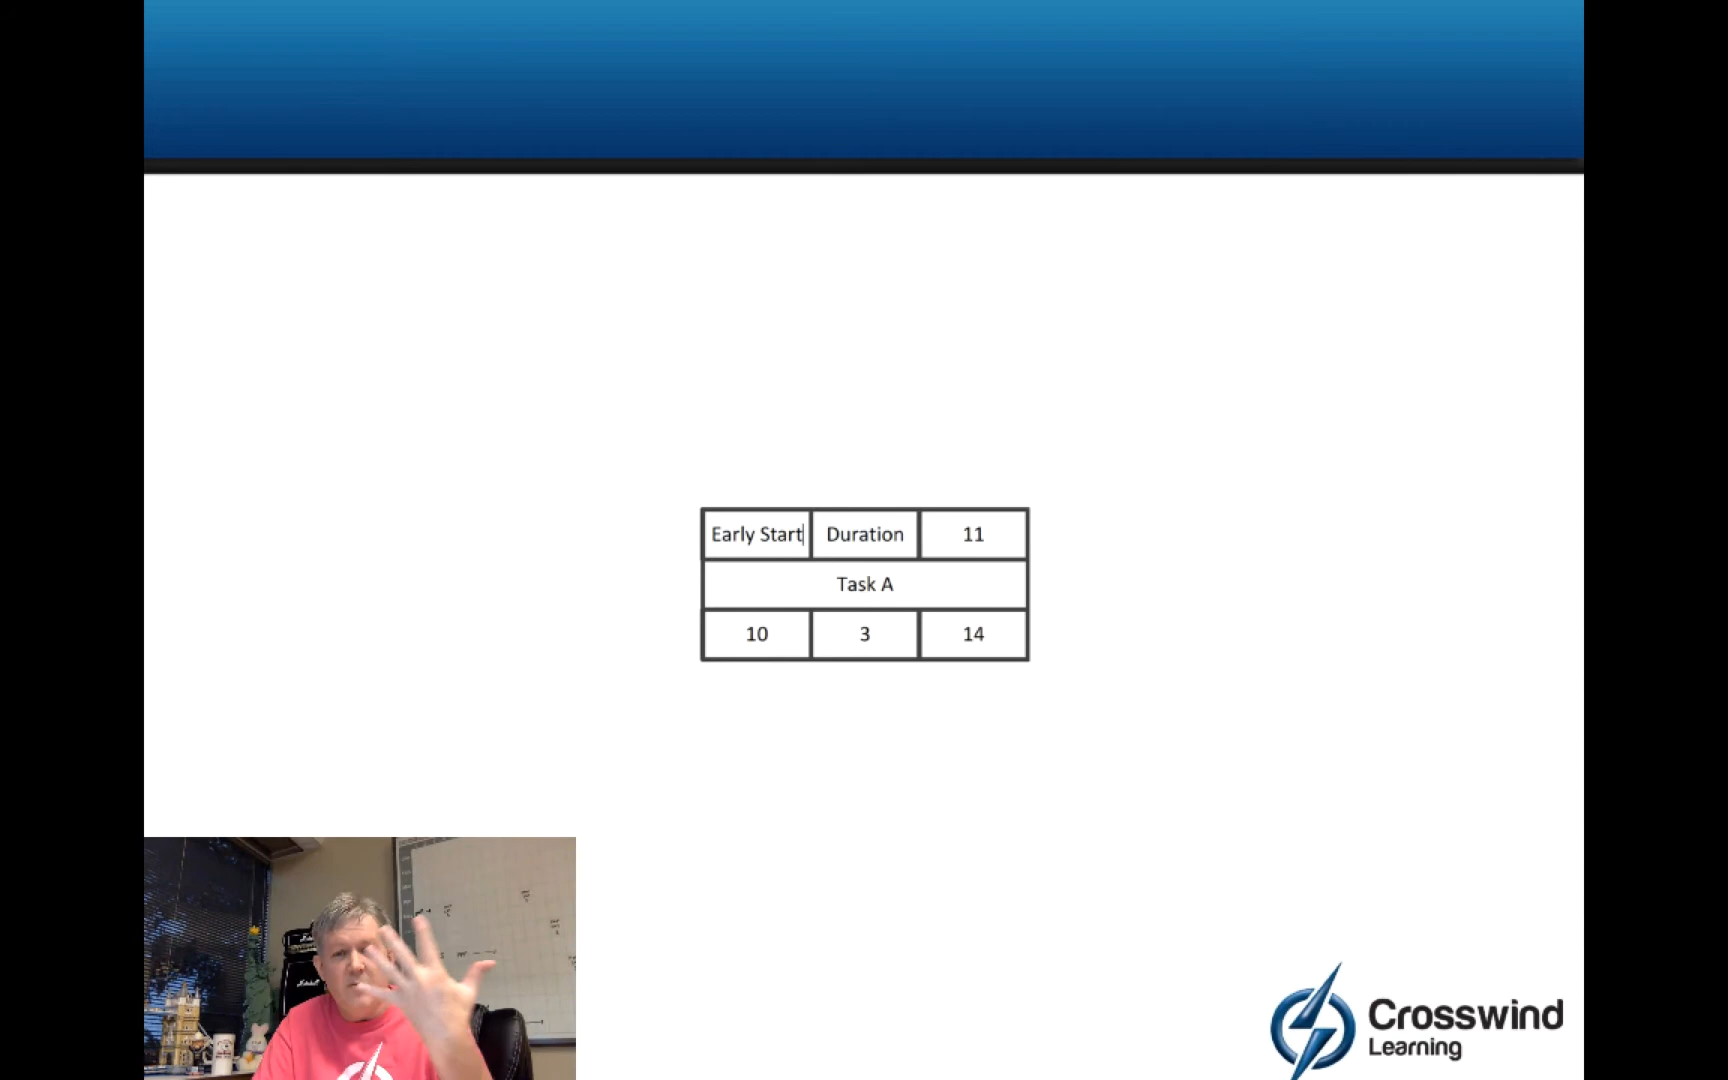 Early Start Duration 11
Task A
10 3 14
Crosswind
Learning